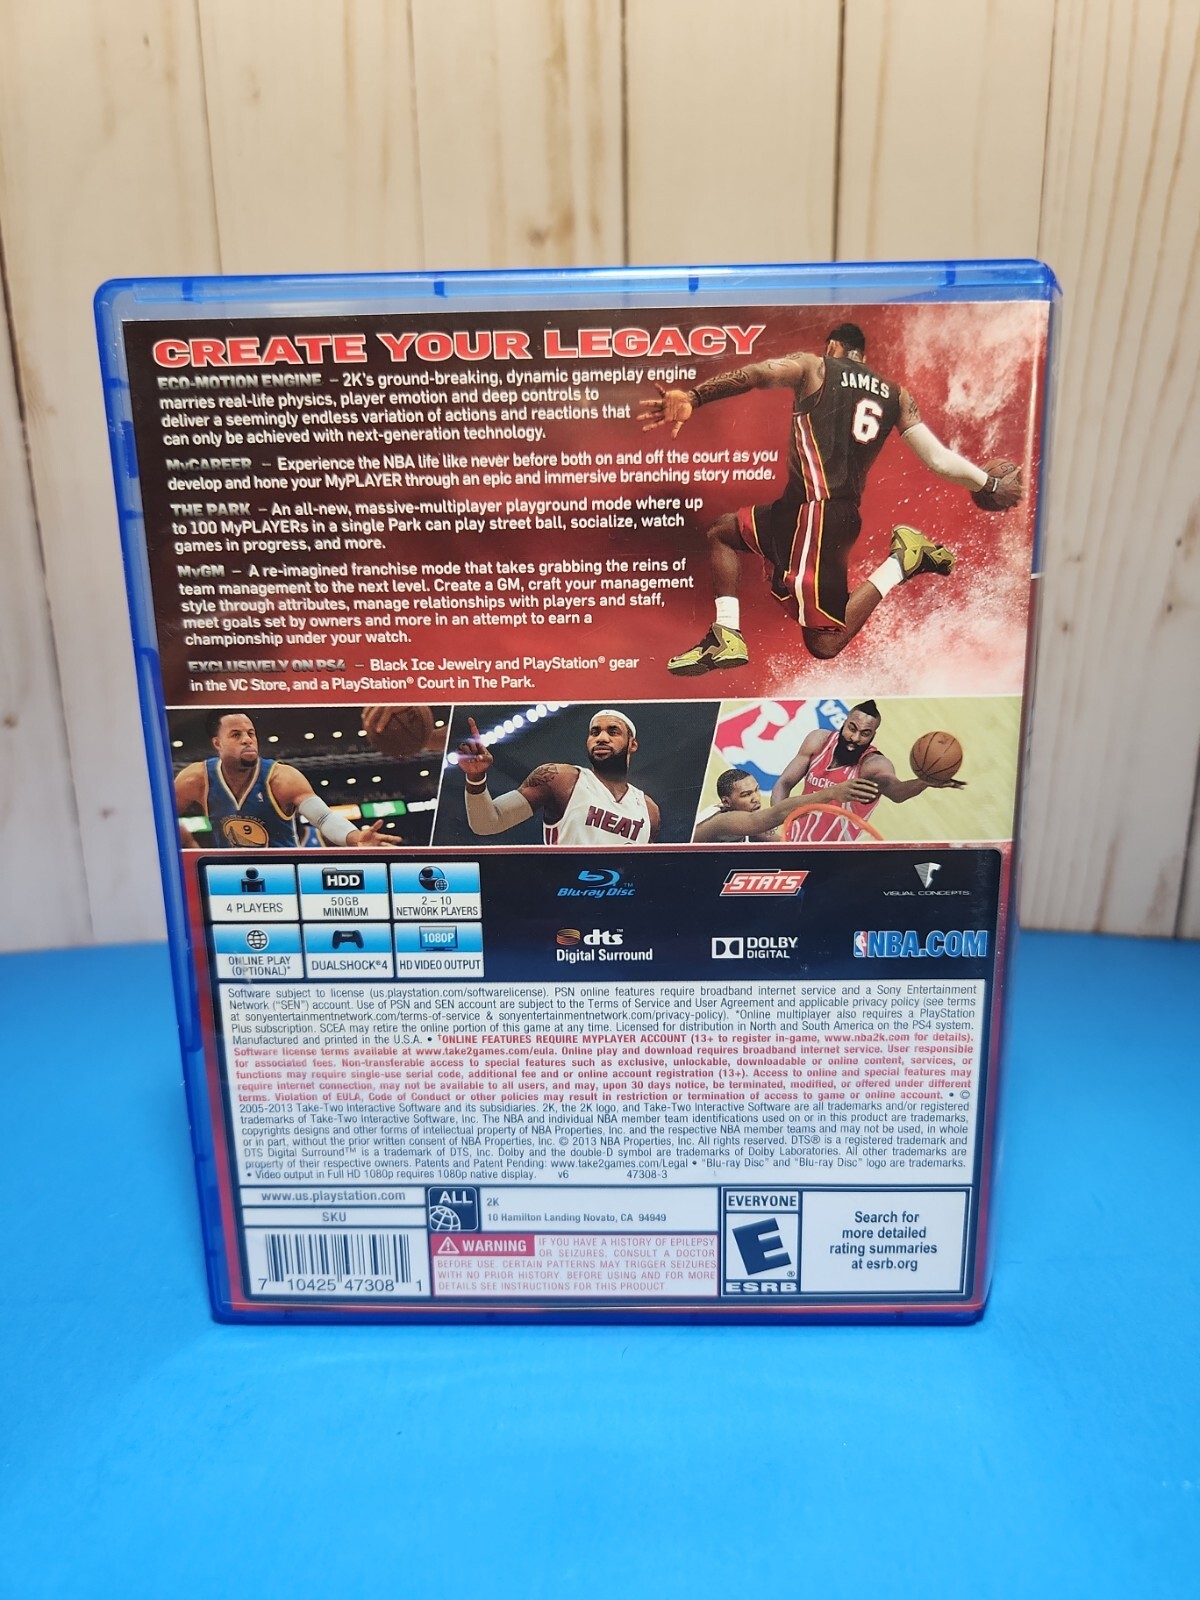 CREATE YOUR LEGACY
ECO-MOTION ENGINE – 2K's ground-breaking, dynamic gameplay engine
marries real-life physics, player emotion and deep controls to
deliver a seemingly endless variation of actions and reactions that
can only be achieved with next-generation technology.
MyCAREER – Experience the NBA life like never before both on and off the court as you
develop and hone your MyPLAYER through an epic and immersive branching story mode.
THE PARK – An all-new, massive-multiplayer playground mode where up
to 100 MyPLAYERs in a single Park can play street ball, socialize, watch
games in progress, and more.
MyGM – A re-imagined franchise mode that takes grabbing the reins of
team management to the next level. Create a GM, craft your management
style through attributes, manage relationships with players and staff,
meet goals set by owners and more in an attempt to earn a
championship under your watch.
EXCLUSIVELY ON PS4 – Black Ice Jewelry and PlayStation® gear
in the VC Store, and a PlayStation® Court in The Park.
JAMES
6
9
HEAT
ROCKE
4 PLAYERS
HDD
50GB
MINIMUM
2 – 10
NETWORK PLAYERS
ONLINE PLAY
(OPTIONAL)*
DUALSHOCK®4
1080P
HD VIDEO OUTPUT
Blu-ray Disc™
STATS
VISUAL CONCEPTS
dts™
Digital Surround
DOLBY
DIGITAL
NBA.COM
Software subject to license (us.playstation.com/softwarelicense). PSN online features require broadband internet service and a Sony Entertainment
Network ("SEN") account. Use of PSN and SEN account are subject to the Terms of Service and User Agreement and applicable privacy policy (see terms
at sonyentertainmentnetwork.com/terms-of-service & sonyentertainmentnetwork.com/privacy-policy). *Online multiplayer also requires a PlayStation
Plus subscription. SCEA may retire the online portion of this game at any time. Licensed for distribution in North and South America on the PS4 system.
Manufactured and printed in the U.S.A. • †ONLINE FEATURES REQUIRE MYPLAYER ACCOUNT (13+ to register in-game, www.nba2k.com for details).
Software license terms available at www.take2games.com/eula. Online play and download requires broadband internet service. User responsible
for associated fees. Non-transferable access to special features such as exclusive, unlockable, downloadable or online content, services, or
functions may require single-use serial code, additional fee and or online account registration (13+). Access to online and special features may
require internet connection, may not be available to all users, and may, upon 30 days notice, be terminated, modified, or offered under different
terms. Violation of EULA, Code of Conduct or other policies may result in restriction or termination of access to game or online account. • ©
2005-2013 Take-Two Interactive Software and its subsidiaries. 2K, the 2K logo, and Take-Two Interactive Software are all trademarks and/or registered
trademarks of Take-Two Interactive Software, Inc. The NBA and individual NBA member team identifications used on or in this product are trademarks,
copyrights designs and other forms of intellectual property of NBA Properties, Inc. and the respective NBA member teams and may not be used, in whole
or in part, without the prior written consent of NBA Properties, Inc. © 2013 NBA Properties, Inc. All rights reserved. DTS® is a registered trademark and
DTS Digital Surround™ is a trademark of DTS, Inc. Dolby and the double-D symbol are trademarks of Dolby Laboratories. All other trademarks are
property of their respective owners. Patents and Patent Pending: www.take2games.com/Legal • "Blu-ray Disc" and "Blu-ray Disc" logo are trademarks.
• Video output in Full HD 1080p requires 1080p native display. v6 47308-3
www.us.playstation.com
SKU
7 10425 47308 1
ALL
2K
10 Hamilton Landing Novato, CA 94949
WARNING IF YOU HAVE A HISTORY OF EPILEPSY
OR SEIZURES, CONSULT A DOCTOR
BEFORE USE. CERTAIN PATTERNS MAY TRIGGER SEIZURES
WITH NO PRIOR HISTORY. BEFORE USING AND FOR MORE
DETAILS SEE INSTRUCTIONS FOR THIS PRODUCT.
EVERYONE
E
®
ESRB
Search for
more detailed
rating summaries
at esrb.org